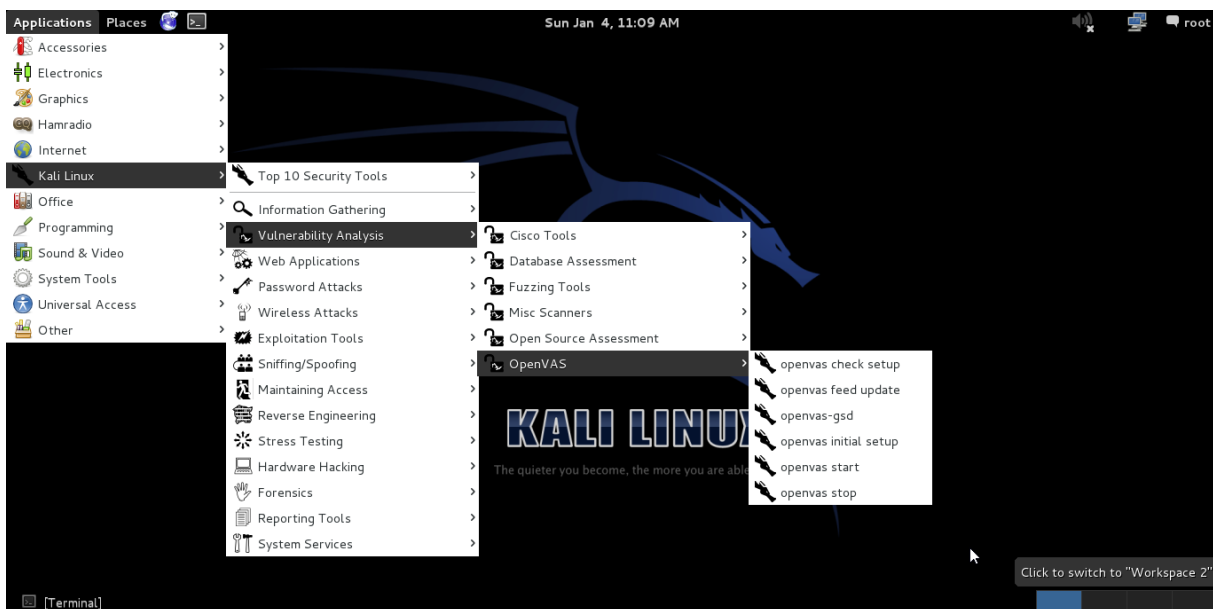 Applications Places Sun Jan 4, 11:09 AM root
Accessories
Electronics
Graphics
Hamradio
Internet
Kali Linux
Office
Programming
Sound & Video
System Tools
Universal Access
Other
Top 10 Security Tools
Information Gathering
Vulnerability Analysis
Web Applications
Password Attacks
Wireless Attacks
Exploitation Tools
Sniffing/Spoofing
Maintaining Access
Reverse Engineering
Stress Testing
Hardware Hacking
Forensics
Reporting Tools
System Services
Cisco Tools
Database Assessment
Fuzzing Tools
Misc Scanners
Open Source Assessment
OpenVAS
openvas check setup
openvas feed update
openvas-gsd
openvas initial setup
openvas start
openvas stop
KALI LINUX
The quieter you become, the more you are able
Click to switch to "Workspace 2"
[Terminal]